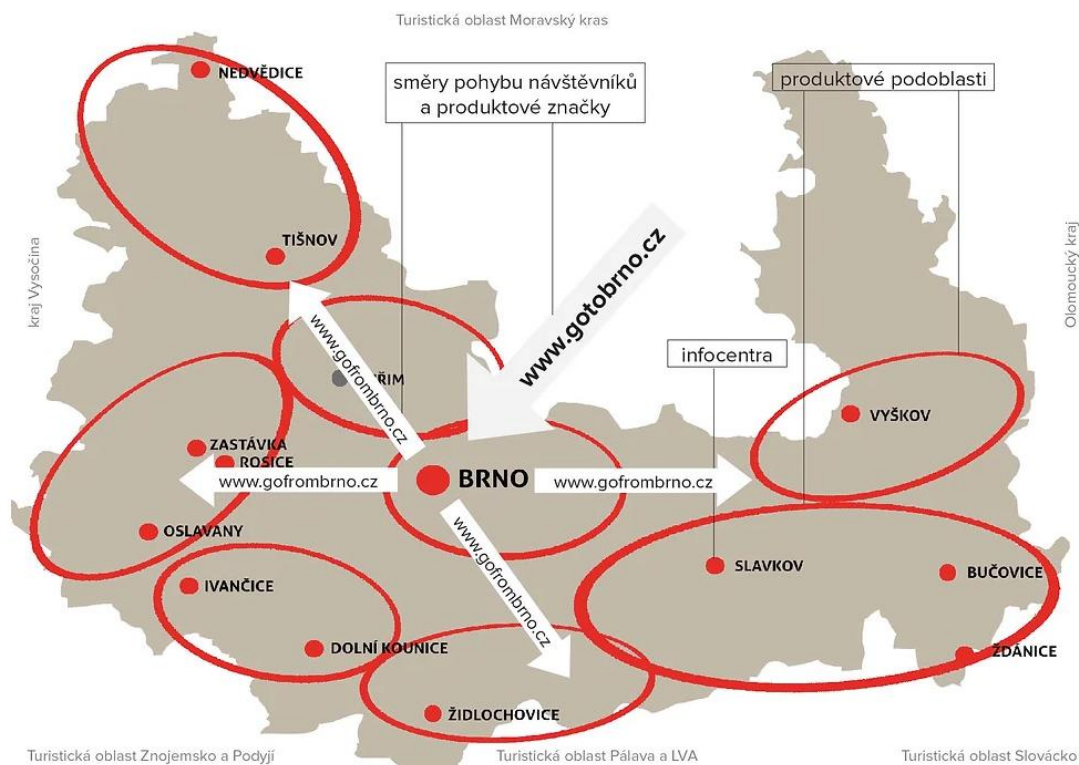 Turistická oblast Moravský kras
NEDVĚDICE
směry pohybu návštěvníků
a produktové značky
produktové podoblasti
TIŠNOV
kraj Vysočina
Olomoucký kraj
www.gotobrno.cz
www.gofrombrno.cz
infocentra
VYŠKOV
ZASTÁVKA
ROSICE
www.gofrombrno.cz
BRNO
www.gofrombrno.cz
www.gofrombrno.cz
OSLAVANY
SLAVKOV
BUČOVICE
IVANČICE
DOLNÍ KOUNICE
ŽDÁNICE
ŽIDLOCHOVICE
Turistická oblast Znojemsko a Podyjí
Turistická oblast Pálava a LVA
Turistická oblast Slovácko